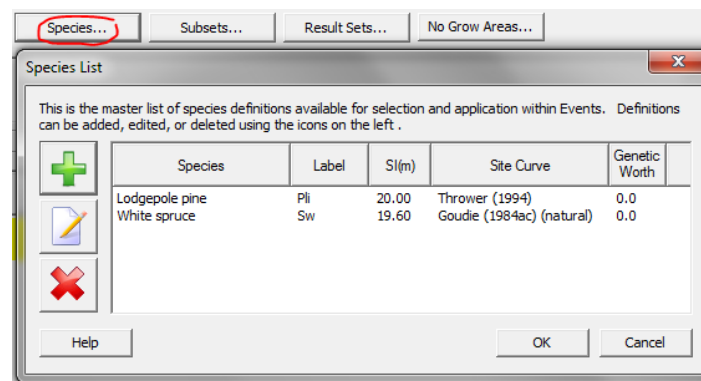 Species... Subsets... Result Sets... No Grow Areas...
Species List
This is the master list of species definitions available for selection and application within Events. Definitions
can be added, edited, or deleted using the icons on the left .
Species Label SI(m) Site Curve Genetic Worth
Lodgepole pine Pli 20.00 Thrower (1994) 0.0
White spruce Sw 19.60 Goudie (1984ac) (natural) 0.0
Help OK Cancel